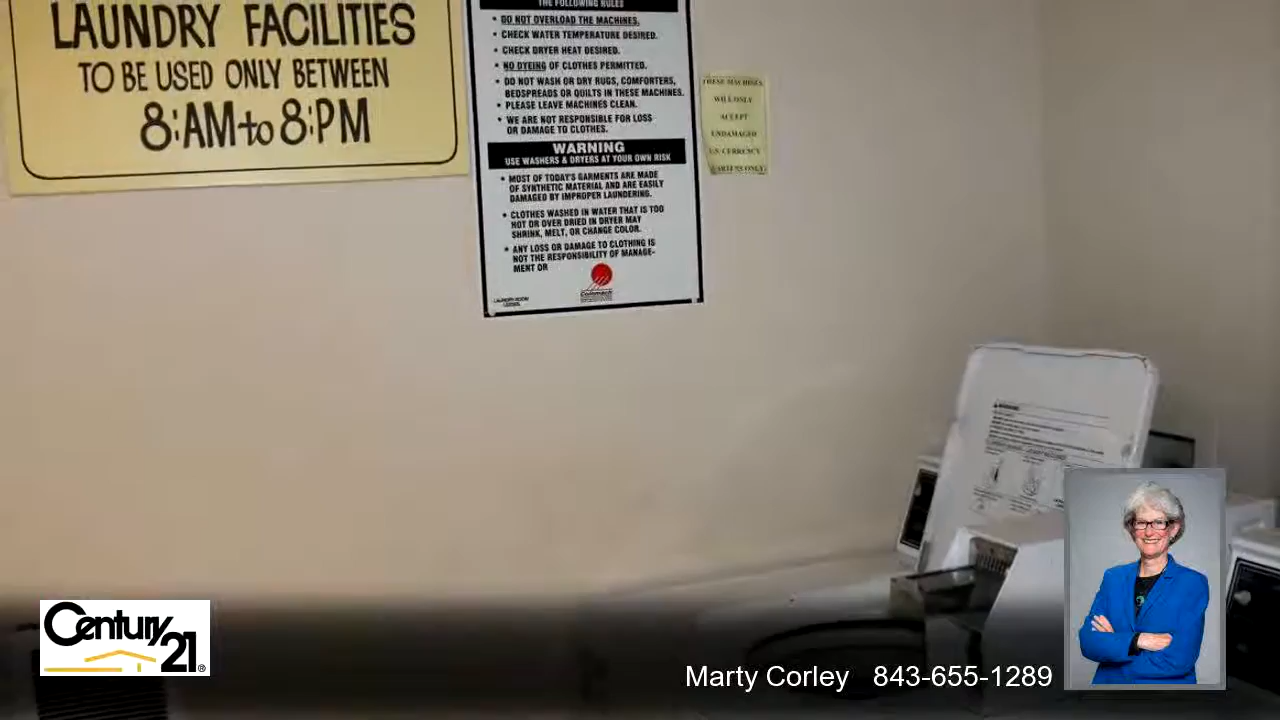 LAUNDRY FACILITIES
TO BE USED ONLY BETWEEN
8:AM to 8:PM
THE FOLLOWING RULES
• DO NOT OVERLOAD THE MACHINES.
• CHECK WATER TEMPERATURE DESIRED.
• CHECK DRYER HEAT DESIRED.
• NO DYEING OF CLOTHES PERMITTED.
• DO NOT WASH OR DRY RUGS, COMFORTERS,
BEDSPREADS OR QUILTS IN THESE MACHINES.
• PLEASE LEAVE MACHINES CLEAN.
• WE ARE NOT RESPONSIBLE FOR LOSS
OR DAMAGE TO CLOTHES.
WARNING
USE WASHERS & DRYERS AT YOUR OWN RISK
• MOST OF TODAY'S GARMENTS ARE MADE
OF SYNTHETIC MATERIAL AND ARE EASILY
DAMAGED BY IMPROPER LAUNDERING.
• CLOTHES WASHED IN WATER THAT IS TOO
HOT OR OVER DRIED IN DRYER MAY
SHRINK, MELT, OR CHANGE COLOR.
• ANY LOSS OR DAMAGE TO CLOTHING IS
NOT THE RESPONSIBILITY OF MANAGE-
MENT OR
THESE MACHINES
WILL ONLY
ACCEPT
UNDAMAGED
U.S. CURRENCY
Century 21®
Marty Corley 843-655-1289